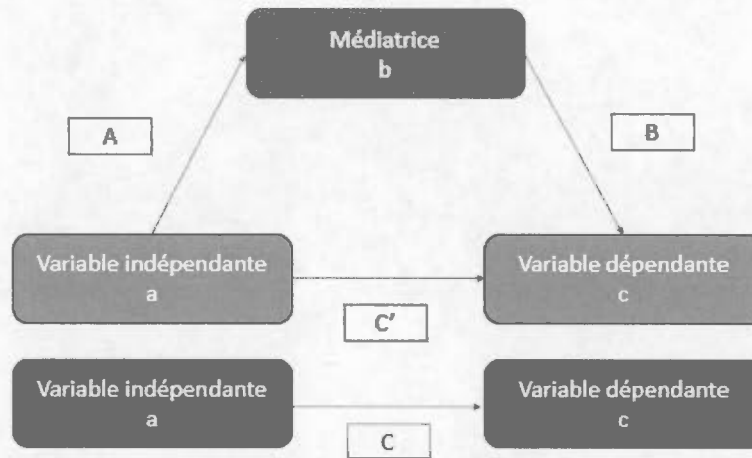 Médiatrice
b
A
B
Variable indépendante
a
Variable dépendante
c
C'
Variable indépendante
a
Variable dépendante
c
C